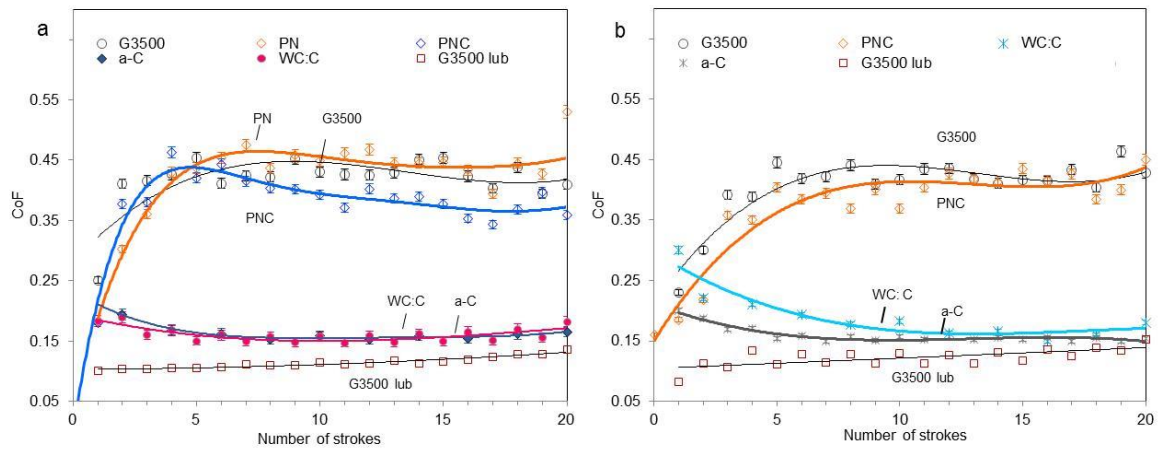 a
G3500 PN PNC
a-C WC:C G3500 lub
0.55
0.45
0.35
0.25
0.15
0.05
CoF
PN
G3500
PNC
WC:C
a-C
G3500 lub
0 5 10 15 20
Number of strokes
b
G3500 PNC WC:C
a-C G3500 lub
0.55
0.45
0.35
0.25
0.15
0.05
CoF
G3500
PNC
WC: C
a-C
G3500 lub
0 5 10 15 20
Number of strokes